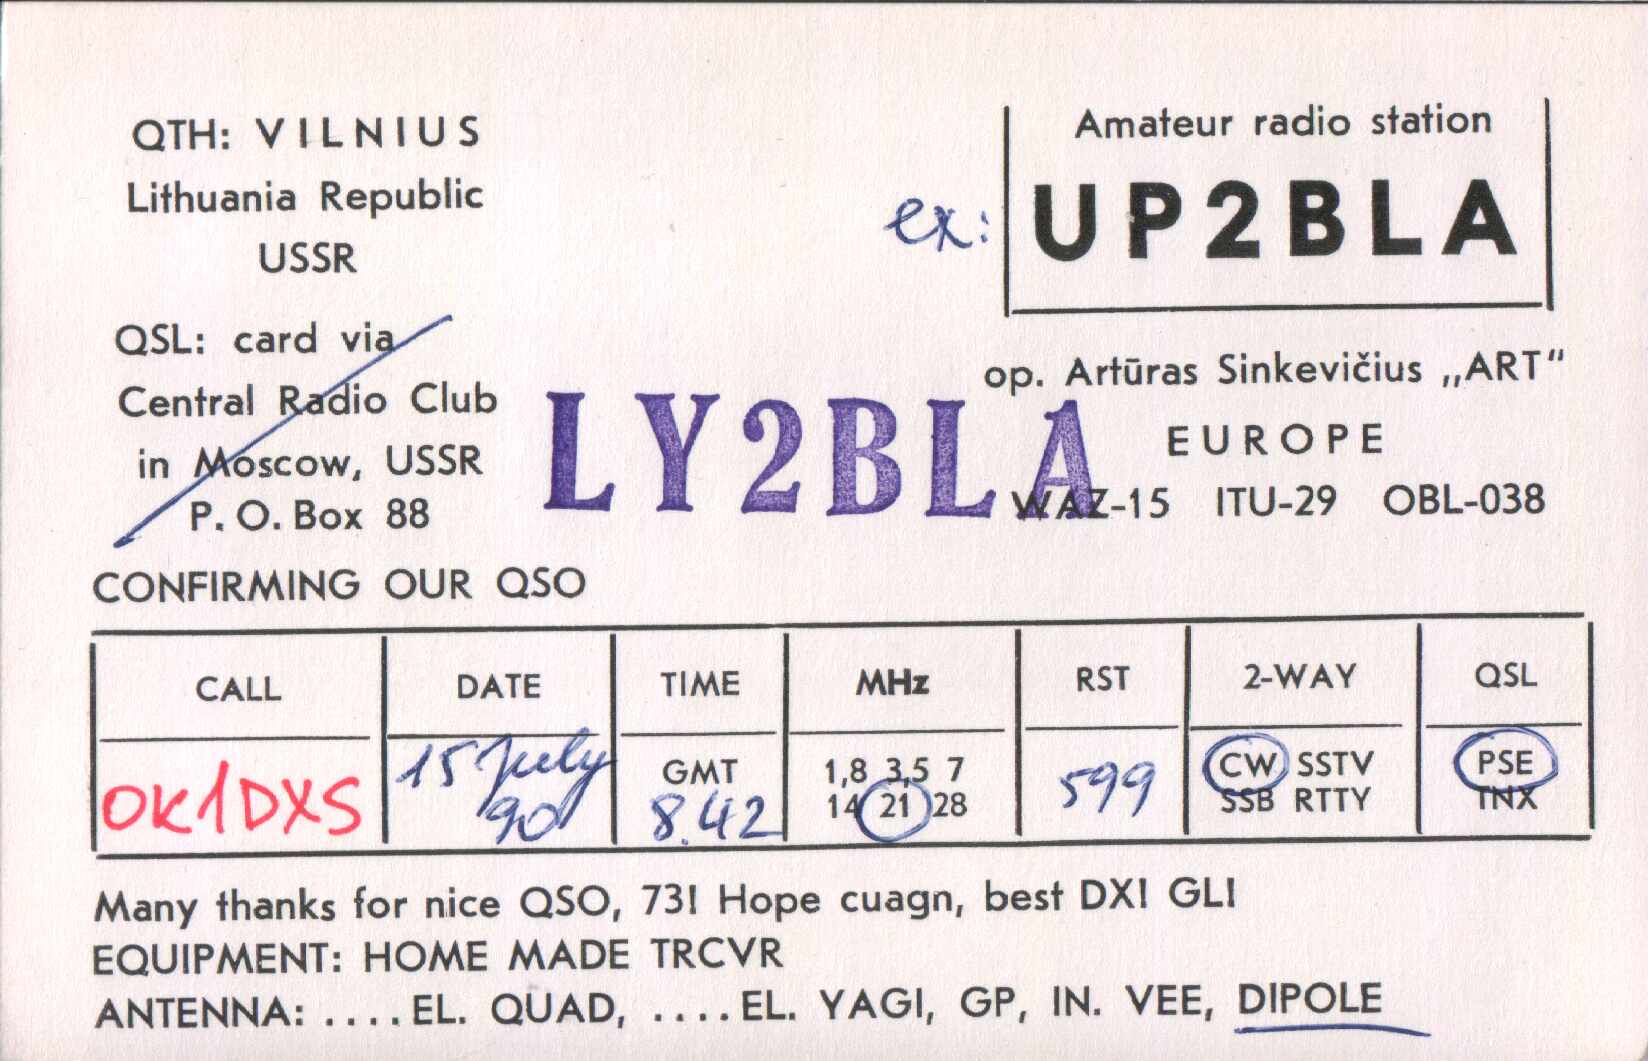 QTH: VILNIUS
Lithuania Republic
USSR
QSL: card via
Central Radio Club
in Moscow, USSR
P. O. Box 88
Amateur radio station
ex: UP2BLA
op. Artūras Sinkevičius „ART“
EUROPE
WAZ-15 ITU-29 OBL-038
LY2BLA
CONFIRMING OUR QSO
CALL DATE TIME MHz RST 2-WAY QSL
OK1DXS 15 July 90 GMT 8.42 1,8 3,5 7 14 21 28 599 CW SSTV SSB RTTY PSE TNX
Many thanks for nice QSO, 73! Hope cuagn, best DX! GL!
EQUIPMENT: HOME MADE TRCVR
ANTENNA: ....EL. QUAD, ....EL. YAGI, GP, IN. VEE, DIPOLE